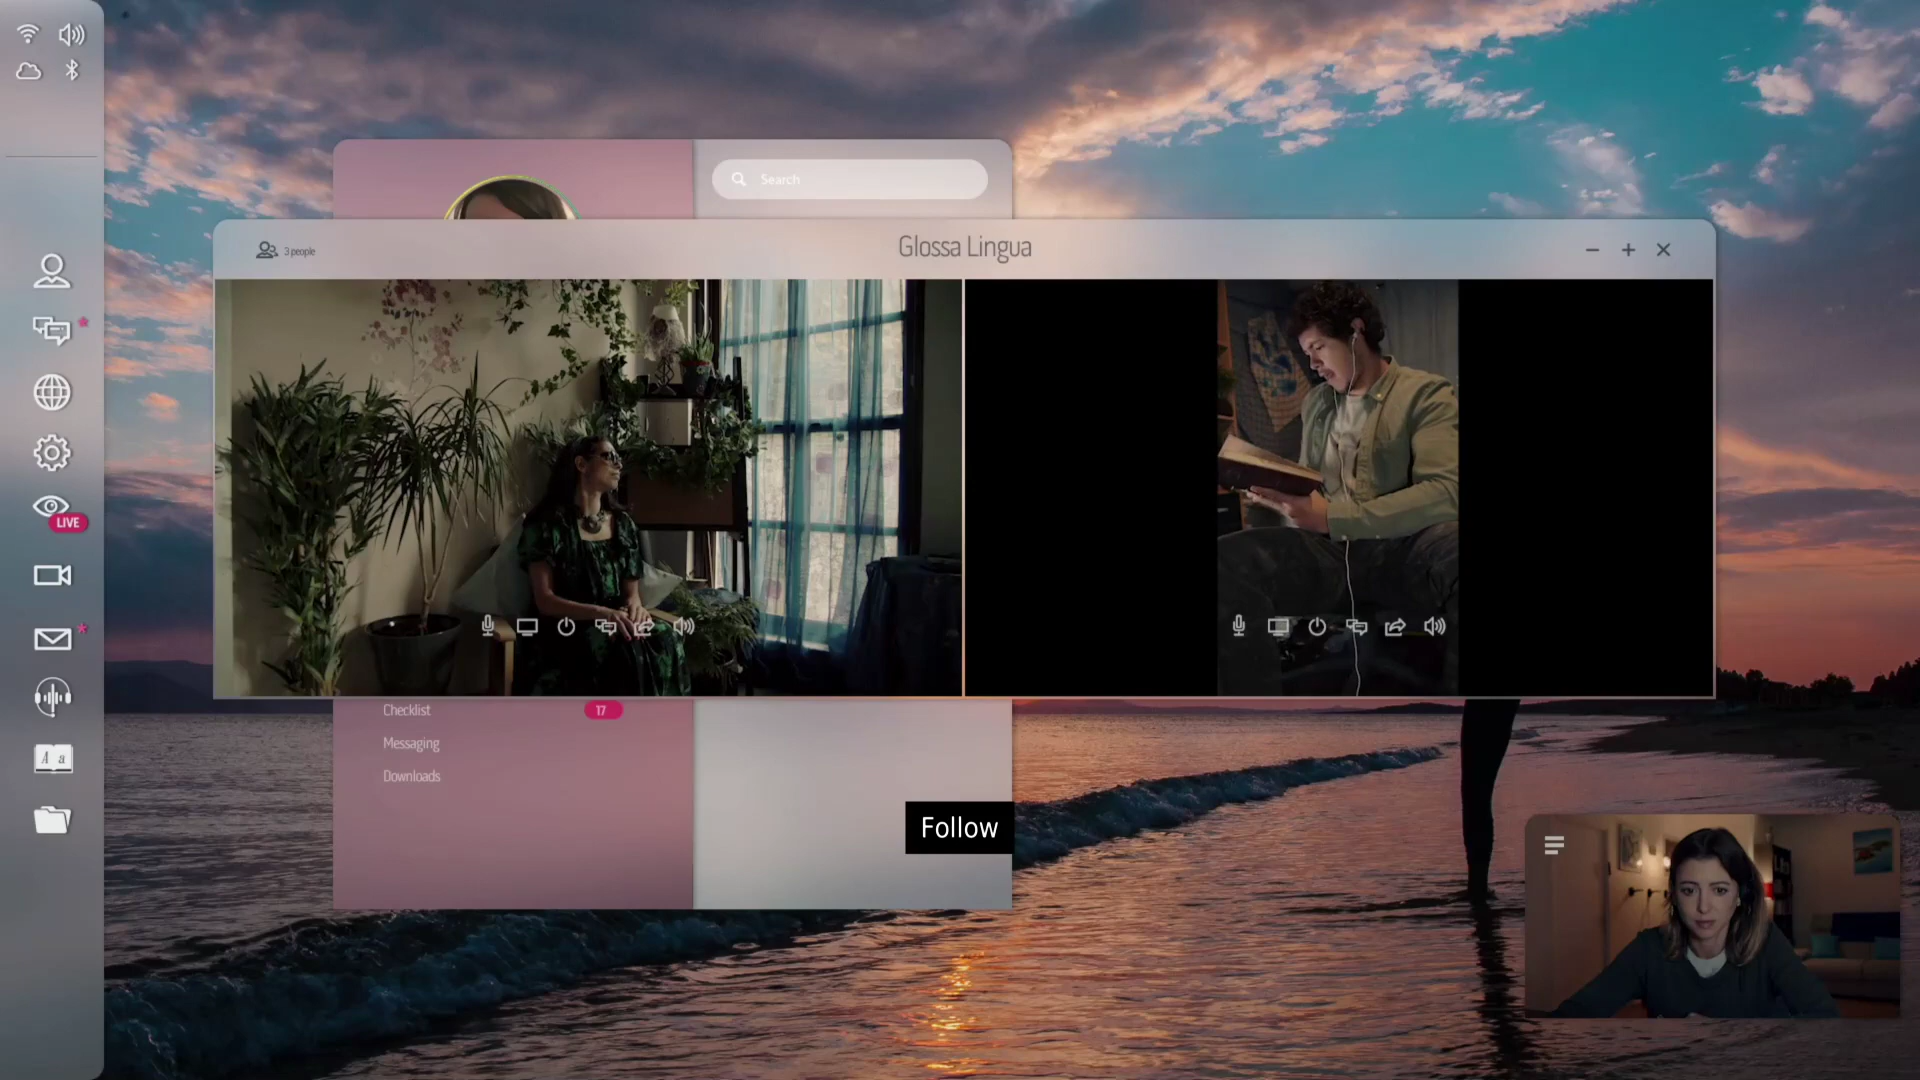 Search
3 people
Glossa Lingua
LIVE
A a
Checklist
17
Messaging
Downloads
Follow